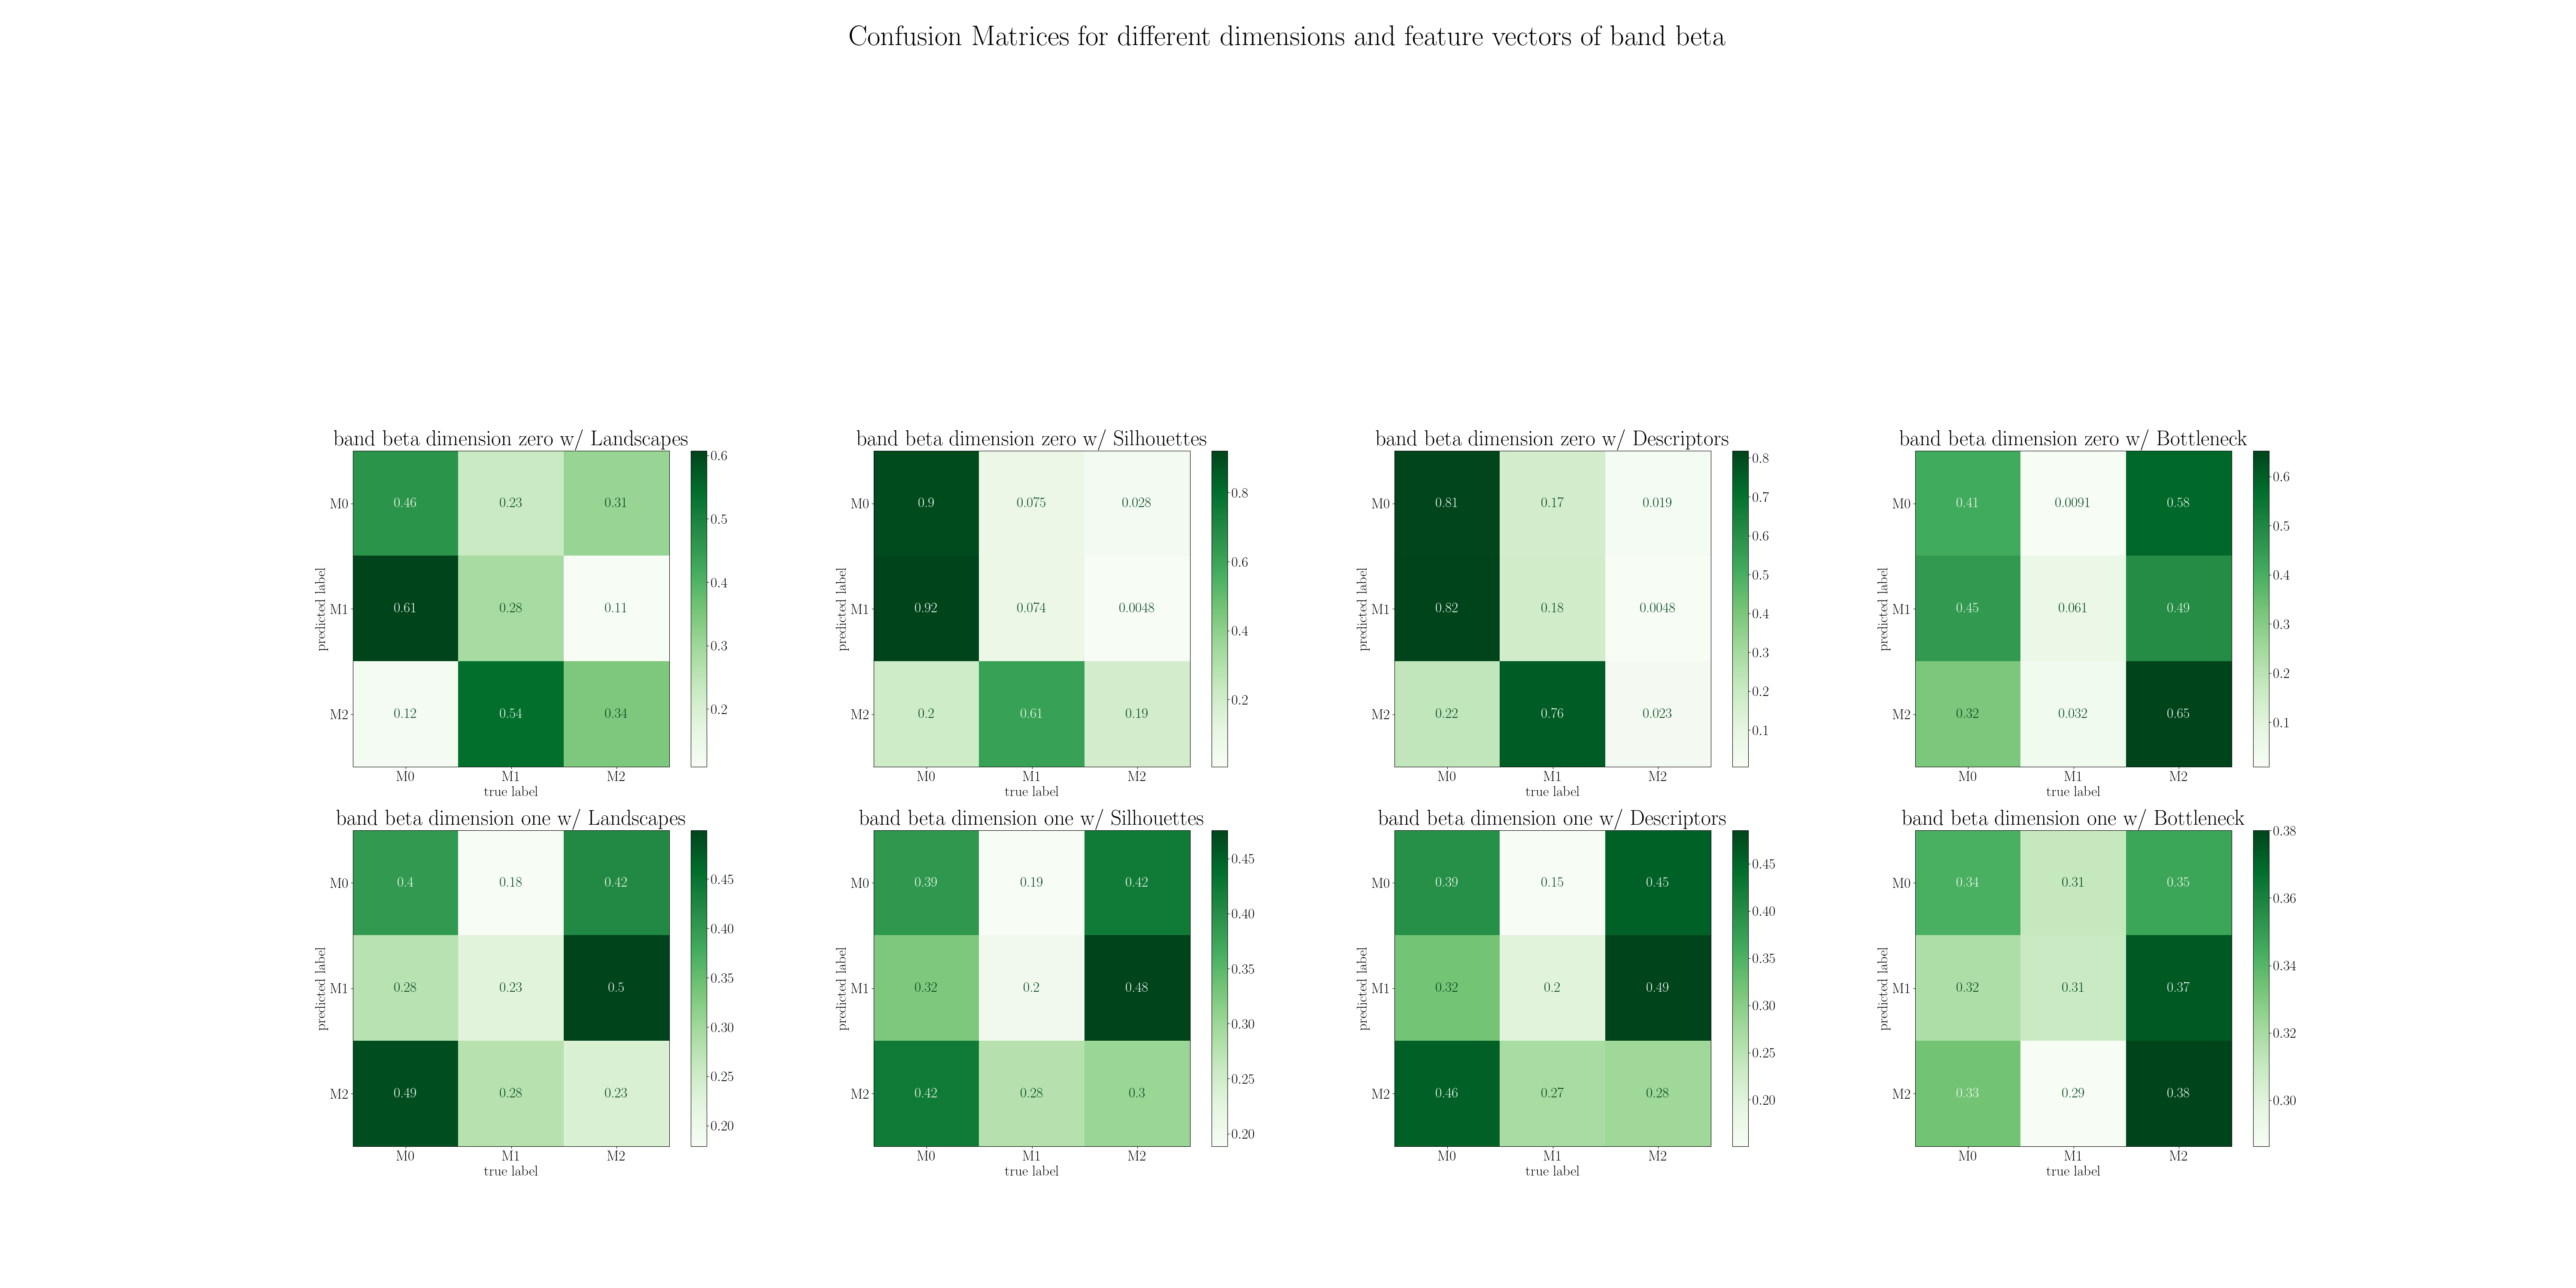 Confusion Matrices for different dimensions and feature vectors of band beta
band beta dimension zero w/ Landscapes
M0 0.46 0.23 0.31
M1 0.61 0.28 0.11
M2 0.12 0.54 0.34
M0 M1 M2
true label
predicted label
0.6
0.5
0.4
0.3
0.2
band beta dimension zero w/ Silhouettes
M0 0.9 0.075 0.028
M1 0.92 0.074 0.0048
M2 0.2 0.61 0.19
M0 M1 M2
true label
predicted label
0.8
0.6
0.4
0.2
band beta dimension zero w/ Descriptors
M0 0.81 0.17 0.019
M1 0.82 0.18 0.0048
M2 0.22 0.76 0.023
M0 M1 M2
true label
predicted label
0.8
0.7
0.6
0.5
0.4
0.3
0.2
0.1
band beta dimension zero w/ Bottleneck
M0 0.41 0.0091 0.58
M1 0.45 0.061 0.49
M2 0.32 0.032 0.65
M0 M1 M2
true label
predicted label
0.6
0.5
0.4
0.3
0.2
0.1
band beta dimension one w/ Landscapes
M0 0.4 0.18 0.42
M1 0.28 0.23 0.5
M2 0.49 0.28 0.23
M0 M1 M2
true label
predicted label
0.45
0.40
0.35
0.30
0.25
0.20
band beta dimension one w/ Silhouettes
M0 0.39 0.19 0.42
M1 0.32 0.2 0.48
M2 0.42 0.28 0.3
M0 M1 M2
true label
predicted label
0.45
0.40
0.35
0.30
0.25
0.20
band beta dimension one w/ Descriptors
M0 0.39 0.15 0.45
M1 0.32 0.2 0.49
M2 0.46 0.27 0.28
M0 M1 M2
true label
predicted label
0.45
0.40
0.35
0.30
0.25
0.20
band beta dimension one w/ Bottleneck
M0 0.34 0.31 0.35
M1 0.32 0.31 0.37
M2 0.33 0.29 0.38
M0 M1 M2
true label
predicted label
0.38
0.36
0.34
0.32
0.30